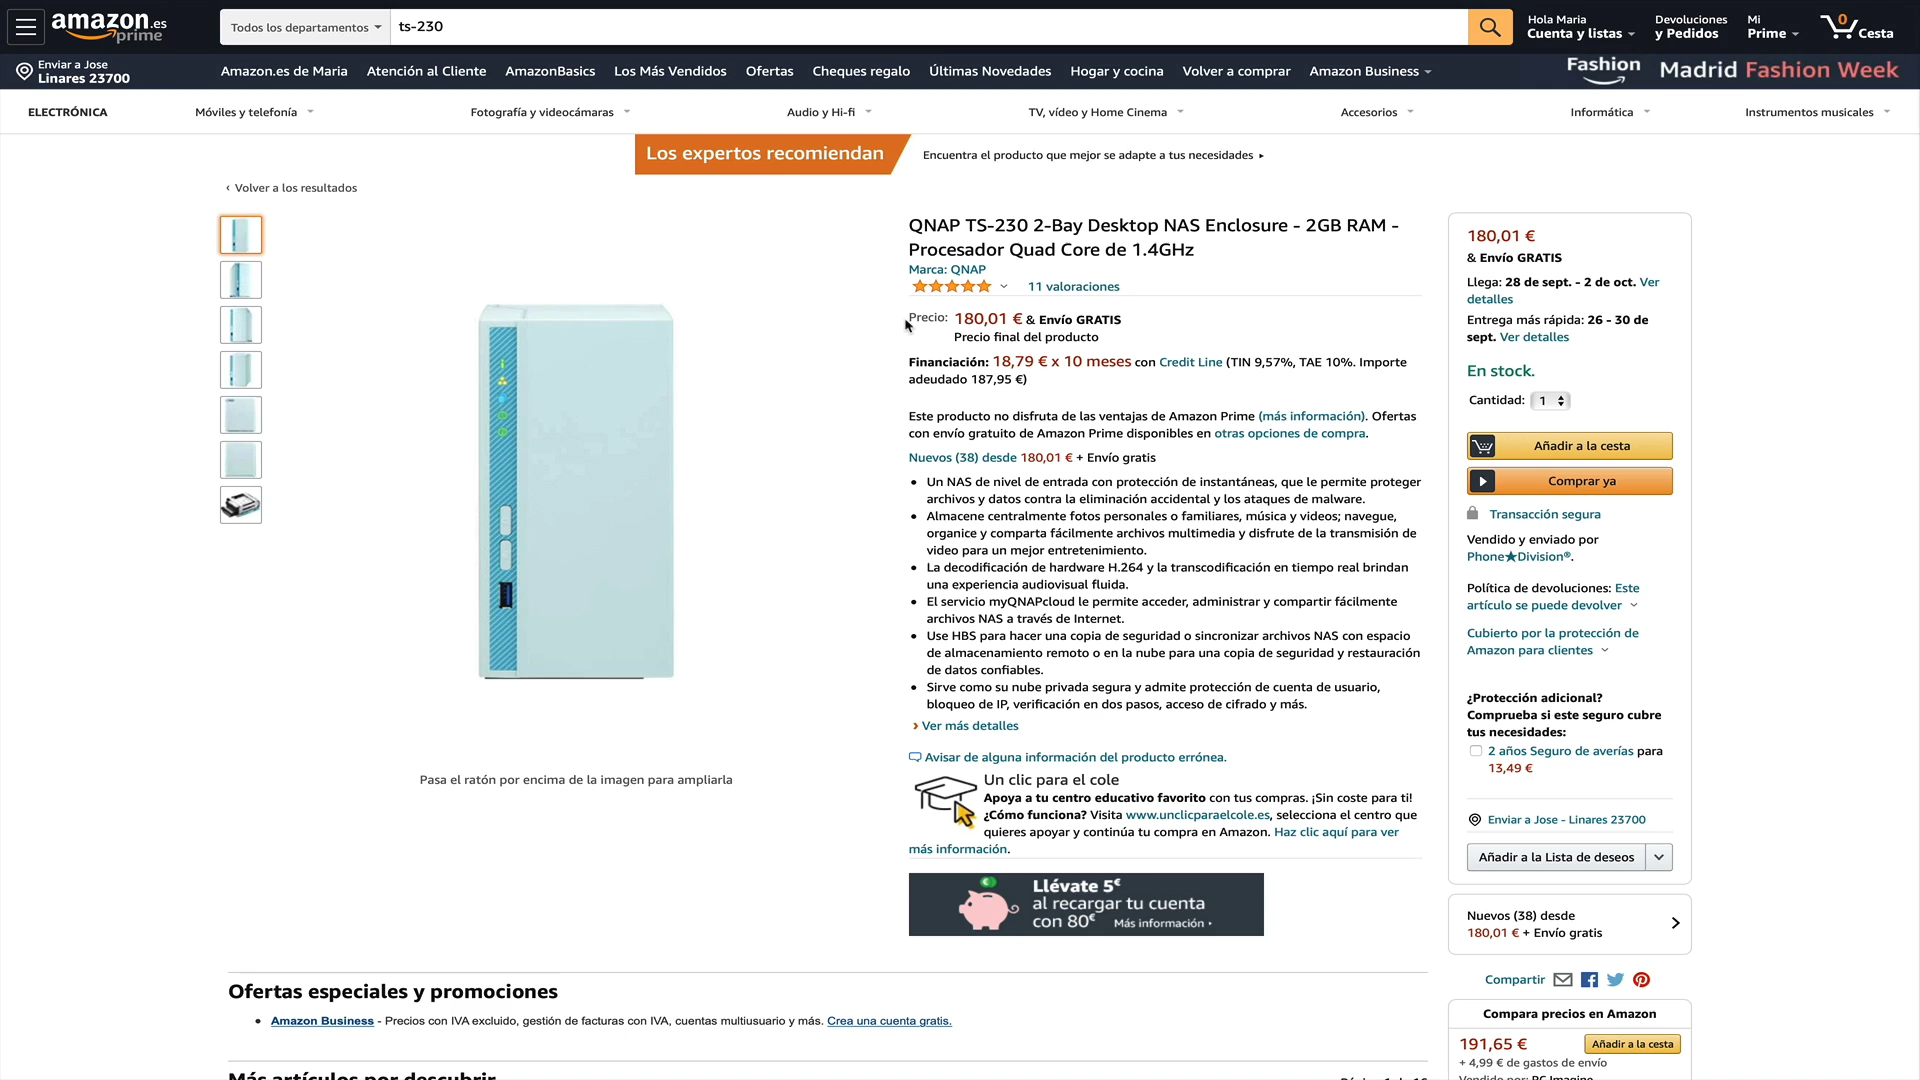 amazon.es
prime
Todos los departamentos
ts-230
Hola Maria
Cuenta y listas
Devoluciones
y Pedidos
Mi
Prime
0
Cesta
Enviar a Jose
Linares 23700
Amazon.es de Maria
Atención al Cliente
AmazonBasics
Los Más Vendidos
Ofertas
Cheques regalo
Últimas Novedades
Hogar y cocina
Volver a comprar
Amazon Business
Fashion
Madrid Fashion Week
ELECTRÓNICA
Móviles y telefonía
Fotografía y videocámaras
Audio y Hi-fi
TV, vídeo y Home Cinema
Accesorios
Informática
Instrumentos musicales
Los expertos recomiendan
Encuentra el producto que mejor se adapte a tus necesidades ▸
‹ Volver a los resultados
Pasa el ratón por encima de la imagen para ampliarla
QNAP TS-230 2-Bay Desktop NAS Enclosure - 2GB RAM -
Procesador Quad Core de 1.4GHz
Marca: QNAP
11 valoraciones
Precio: 180,01 € & Envío GRATIS
Precio final del producto
Financiación: 18,79 € x 10 meses con Credit Line (TIN 9,57%, TAE 10%. Importe
adeudado 187,95 €)
Este producto no disfruta de las ventajas de Amazon Prime (más información). Ofertas
con envío gratuito de Amazon Prime disponibles en otras opciones de compra.
Nuevos (38) desde 180,01 € + Envío gratis
• Un NAS de nivel de entrada con protección de instantáneas, que le permite proteger
archivos y datos contra la eliminación accidental y los ataques de malware.
• Almacene centralmente fotos personales o familiares, música y videos; navegue,
organice y comparta fácilmente archivos multimedia y disfrute de la transmisión de
video para un mejor entretenimiento.
• La decodificación de hardware H.264 y la transcodificación en tiempo real brindan
una experiencia audiovisual fluida.
• El servicio myQNAPcloud le permite acceder, administrar y compartir fácilmente
archivos NAS a través de Internet.
• Use HBS para hacer una copia de seguridad o sincronizar archivos NAS con espacio
de almacenamiento remoto o en la nube para una copia de seguridad y restauración
de datos confiables.
• Sirve como su nube privada segura y admite protección de cuenta de usuario,
bloqueo de IP, verificación en dos pasos, acceso de cifrado y más.
› Ver más detalles
Avisar de alguna información del producto errónea.
Un clic para el cole
Apoya a tu centro educativo favorito con tus compras. ¡Sin coste para ti!
¿Cómo funciona? Visita www.unclicparaelcole.es, selecciona el centro que
quieres apoyar y continúa tu compra en Amazon. Haz clic aquí para ver
más información.
Llévate 5€
al recargar tu cuenta
con 80€ Más información ▸
180,01 €
& Envío GRATIS
Llega: 28 de sept. - 2 de oct. Ver
detalles
Entrega más rápida: 26 - 30 de
sept. Ver detalles
En stock.
Cantidad: 1
Añadir a la cesta
Comprar ya
Transacción segura
Vendido y enviado por
Phone★Division®.
Política de devoluciones: Este
artículo se puede devolver
Cubierto por la protección de
Amazon para clientes
¿Protección adicional?
Comprueba si este seguro cubre
tus necesidades:
2 años Seguro de averías para
13,49 €
Enviar a Jose - Linares 23700
Añadir a la Lista de deseos
Nuevos (38) desde
180,01 € + Envío gratis
Compartir
Compara precios en Amazon
191,65 €
Añadir a la cesta
+ 4,99 € de gastos de envío
Vendido por: PC Imagine
Ofertas especiales y promociones
• Amazon Business - Precios con IVA excluido, gestión de facturas con IVA, cuentas multiusuario y más. Crea una cuenta gratis.
Más artículos por descubrir